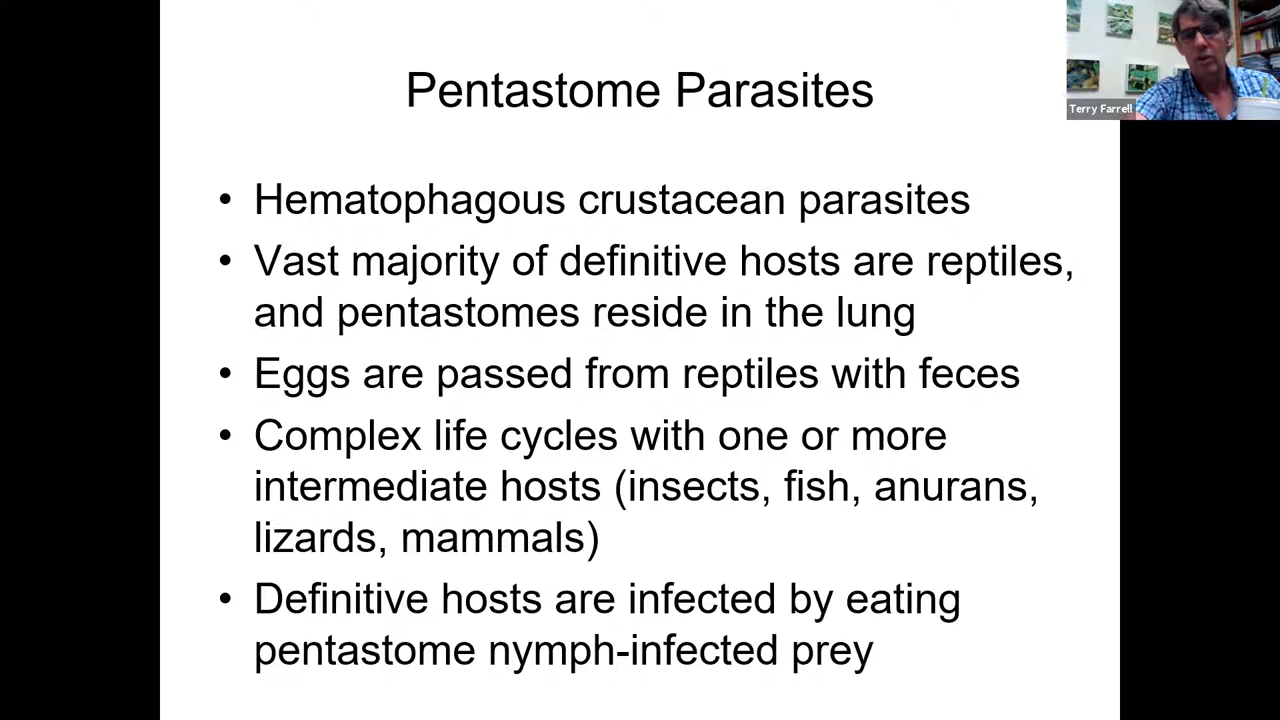 Pentastome Parasites
Terry Farrell
• Hematophagous crustacean parasites
• Vast majority of definitive hosts are reptiles,
and pentastomes reside in the lung
• Eggs are passed from reptiles with feces
• Complex life cycles with one or more
intermediate hosts (insects, fish, anurans,
lizards, mammals)
• Definitive hosts are infected by eating
pentastome nymph-infected prey